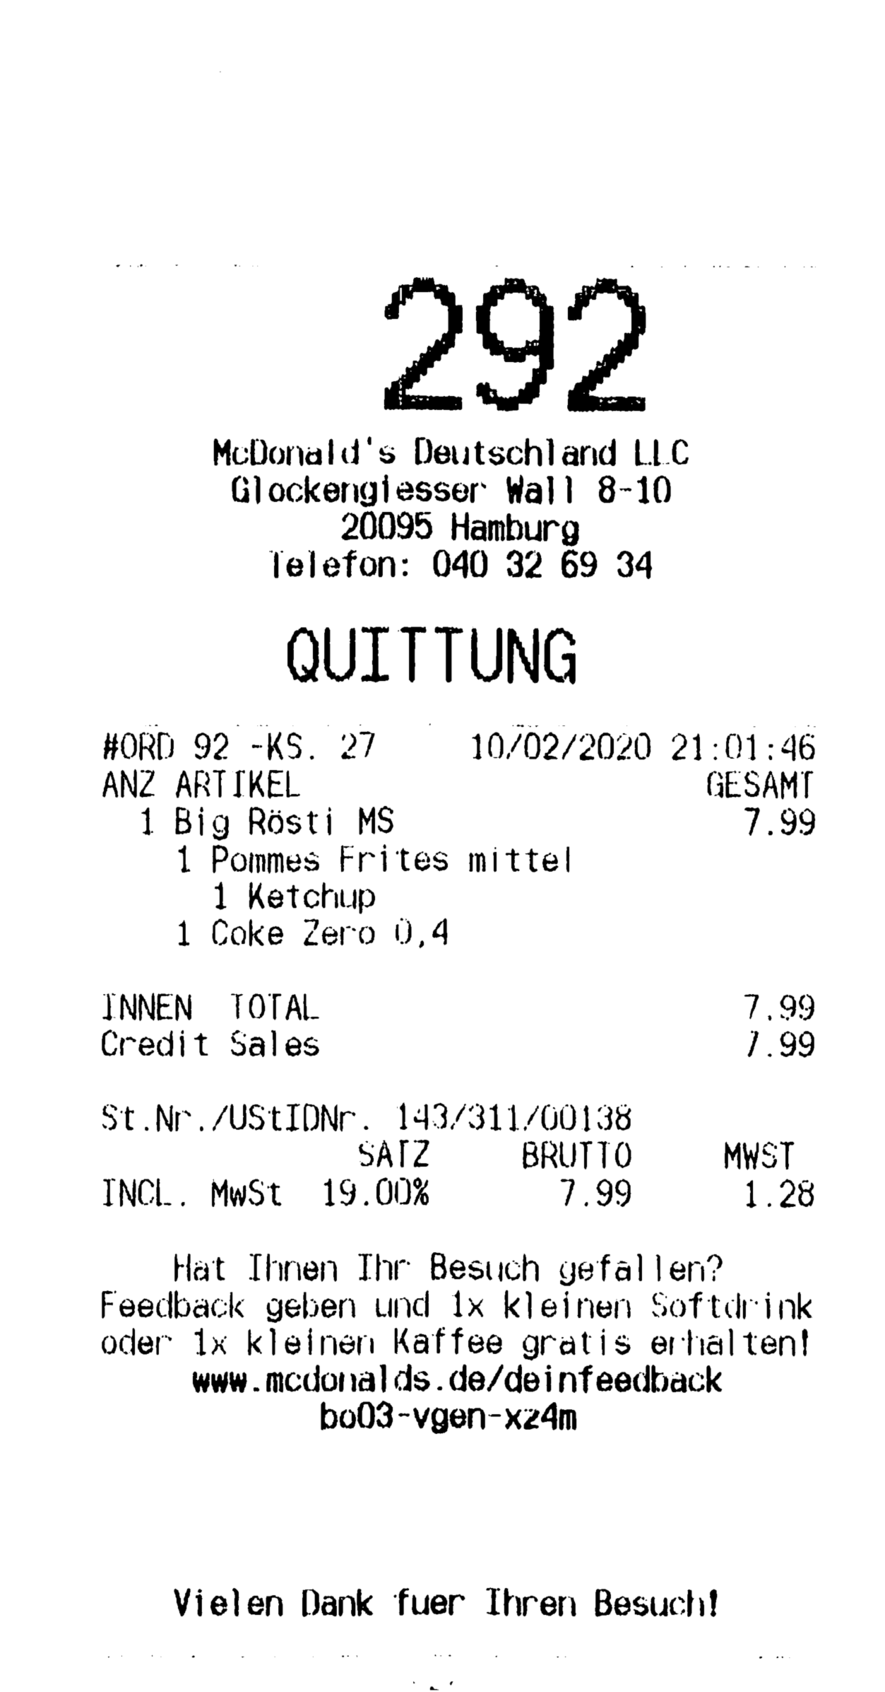 292
McDonald's Deutschland LLC
Glockengiesser Wall 8-10
20095 Hamburg
Telefon: 040 32 69 34
QUITTUNG
#ORD 92 -KS. 27 10/02/2020 21:01:46
ANZ ARTIKEL GESAMT
1 Big Rösti MS 7.99
1 Pommes Frites mittel
1 Ketchup
1 Coke Zero 0,4
INNEN TOTAL 7.99
Credit Sales 7.99
St.Nr./UStIDNr. 143/311/00138
SATZ BRUTTO MWST
INCL. MwSt 19.00% 7.99 1.28
Hat Ihnen Ihr Besuch gefallen?
Feedback geben und 1x kleinen Softdrink
oder 1x kleinen Kaffee gratis erhalten!
www.mcdonalds.de/deinfeedback
bo03-vgen-xz4m
Vielen Dank fuer Ihren Besuch!